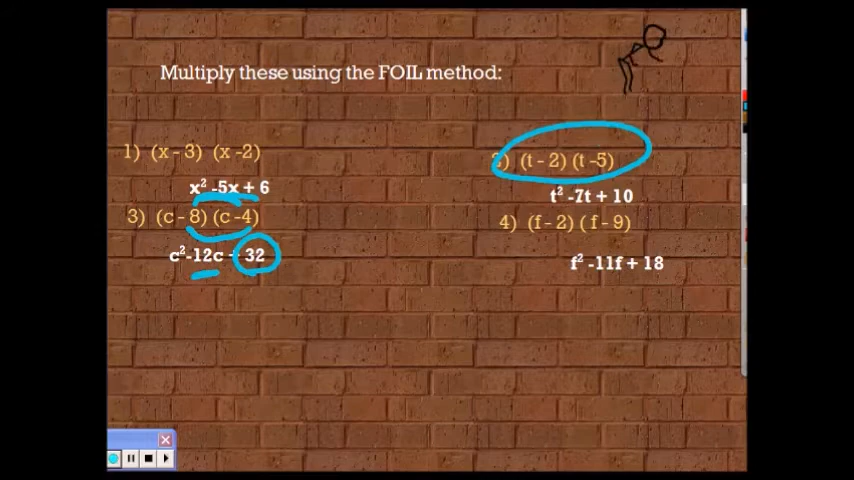 Multiply these using the FOIL method:
1) (x - 3) (x -2)
x² -5x + 6
2) (t - 2) (t -5)
t² -7t + 10
3) (c - 8) (c -4)
c²-12c + 32
4) (f - 2) ( f - 9)
f² -11f + 18